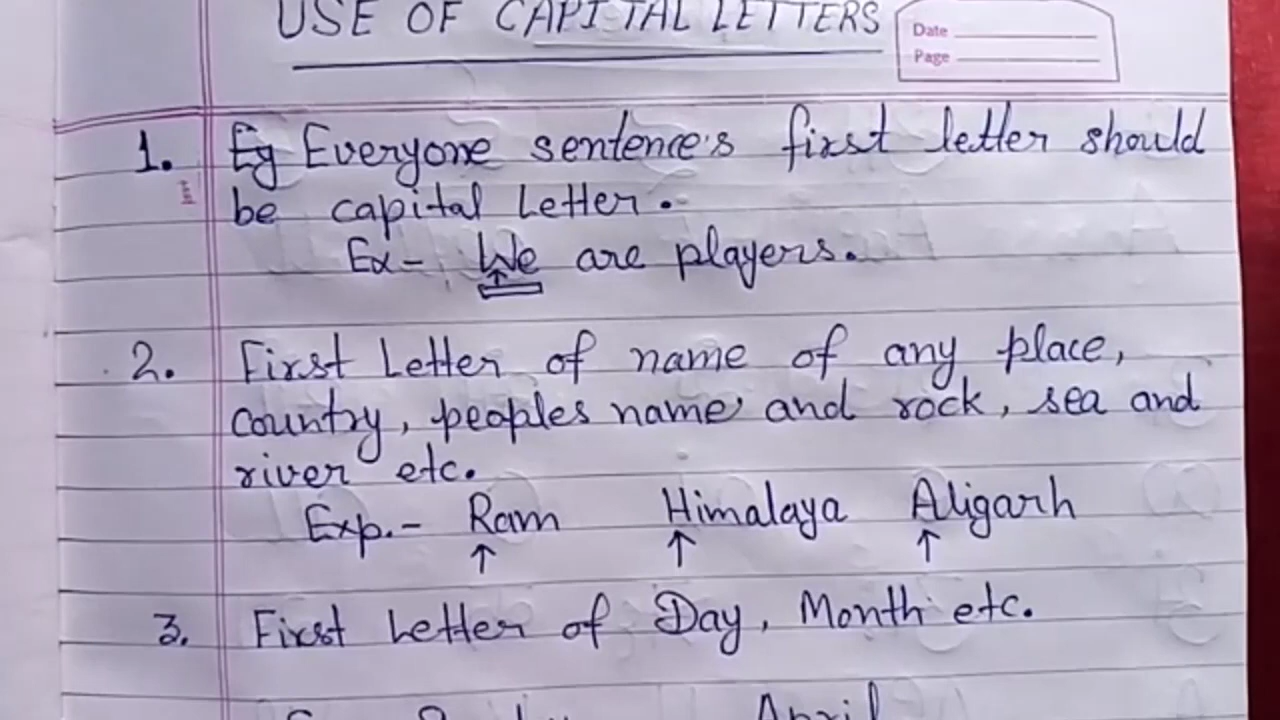 USE OF CAPITAL LETTERS
Date
Page
1. Eg Everyone sentence's first letter should
be capital Letter.
Ex- We are players.
2. First Letter of name of any place,
country, peoples name and rock, sea and
river etc.
Exp.- Ram Himalaya Aligarh
3. First Letter of Day, Month etc.
April